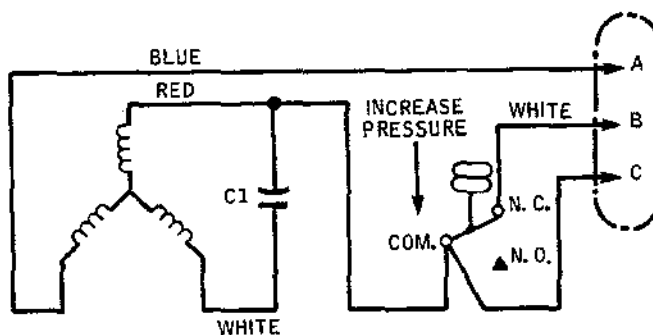 BLUE
A
RED
INCREASE
PRESSURE
WHITE
B
C
C1
N.C.
COM.
N.O.
WHITE